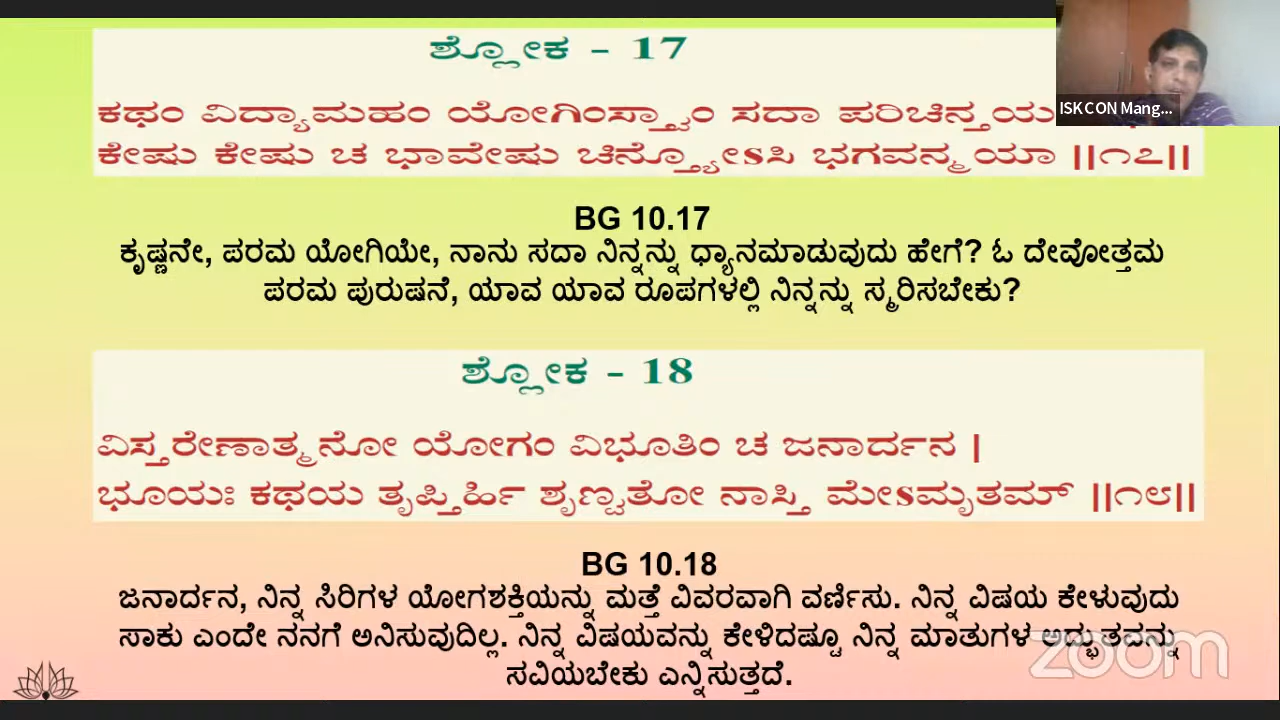 ಶ್ಲೋಕ – 17
ISKCON Mang...
ಕಥಂ ವಿದ್ಯಾಮಹಂ ಯೋಗಿಂಸ್ತ್ವಾಂ ಸದಾ ಪರಿಚಿನ್ತಯ
ಕೇಷು ಕೇಷು ಚ ಭಾವೇಷು ಚಿನ್ತ್ಯೋಽಸಿ ಭಗವನ್ಮಯಾ ||೧೭||
BG 10.17
ಕೃಷ್ಣನೇ, ಪರಮ ಯೋಗಿಯೇ, ನಾನು ಸದಾ ನಿನ್ನನ್ನು ಧ್ಯಾನಮಾಡುವುದು ಹೇಗೆ? ಓ ದೇವೋತ್ತಮ
ಪರಮ ಪುರುಷನೆ, ಯಾವ ಯಾವ ರೂಪಗಳಲ್ಲಿ ನಿನ್ನನ್ನು ಸ್ಮರಿಸಬೇಕು?
ಶ್ಲೋಕ – 18
ವಿಸ್ತರೇಣಾತ್ಮನೋ ಯೋಗಂ ವಿಭೂತಿಂ ಚ ಜನಾರ್ದನ |
ಭೂಯಃ ಕಥಯ ತೃಪ್ತಿರ್ಹಿ ಶೃಣ್ವತೋ ನಾಸ್ತಿ ಮೇಽಮೃತಮ್ ||೧೮||
BG 10.18
ಜನಾರ್ದನ, ನಿನ್ನ ಸಿರಿಗಳ ಯೋಗಶಕ್ತಿಯನ್ನು ಮತ್ತೆ ವಿವರವಾಗಿ ವರ್ಣಿಸು. ನಿನ್ನ ವಿಷಯ ಕೇಳುವುದು
ಸಾಕು ಎಂದೇ ನನಗೆ ಅನಿಸುವುದಿಲ್ಲ. ನಿನ್ನ ವಿಷಯವನ್ನು ಕೇಳಿದಷ್ಟೂ ನಿನ್ನ ಮಾತುಗಳ ಅದ್ಭುತವನ್ನು
ಸವಿಯಬೇಕು ಎನ್ನಿಸುತ್ತದೆ.
zoom